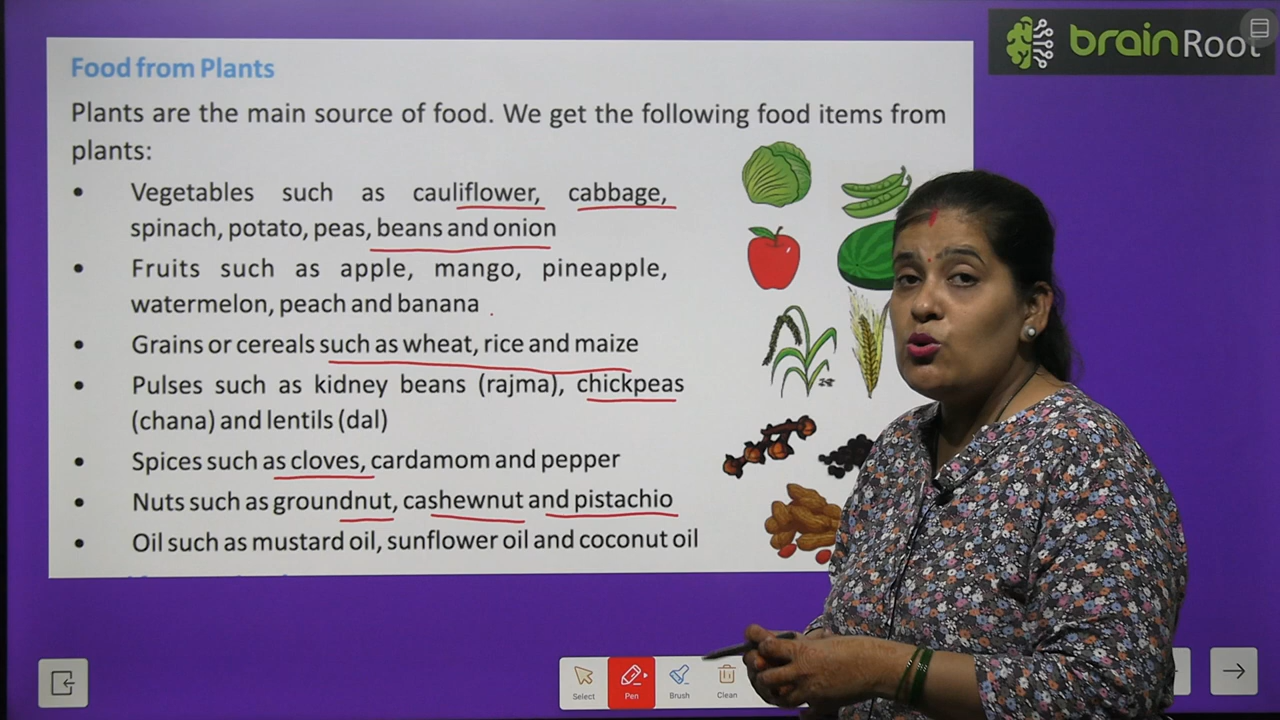 brainRoot
Food from Plants
Plants are the main source of food. We get the following food items from
plants:
• Vegetables such as cauliflower, cabbage,
spinach, potato, peas, beans and onion
• Fruits such as apple, mango, pineapple,
watermelon, peach and banana
• Grains or cereals such as wheat, rice and maize
• Pulses such as kidney beans (rajma), chickpeas
(chana) and lentils (dal)
• Spices such as cloves, cardamom and pepper
• Nuts such as groundnut, cashewnut and pistachio
• Oil such as mustard oil, sunflower oil and coconut oil
Select Pen Brush Clean